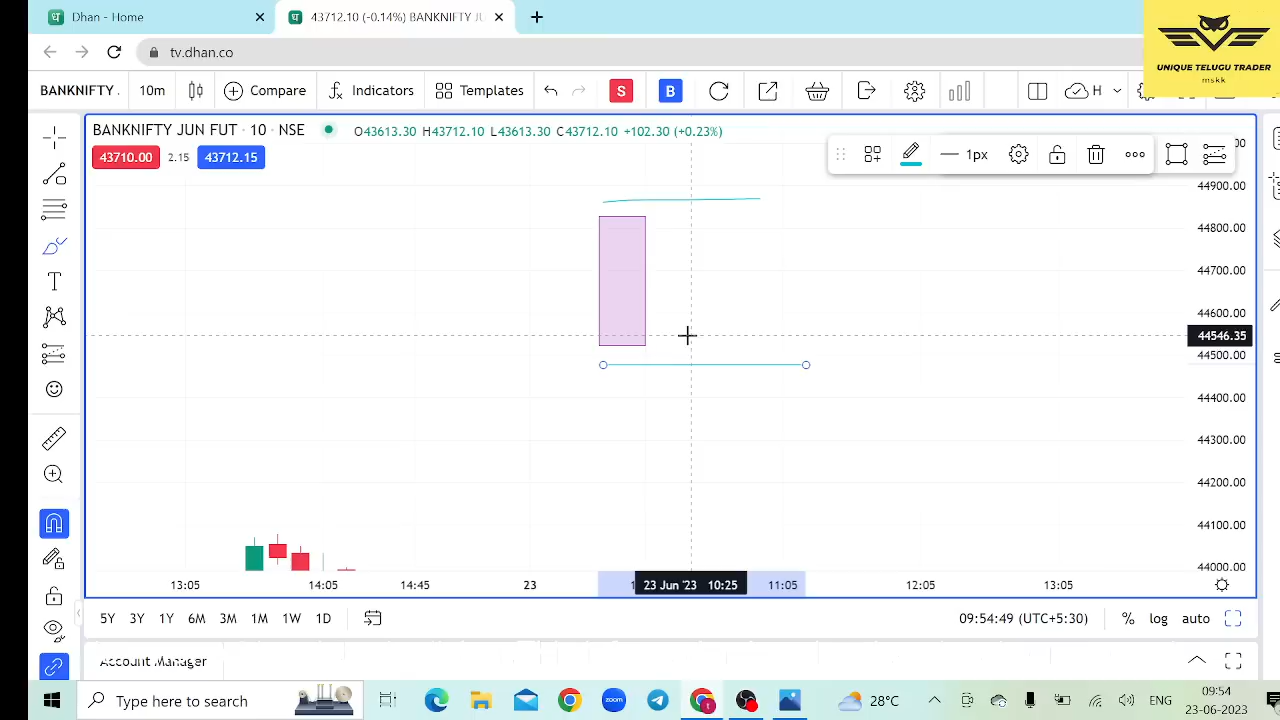 Dhan - Home
43712.10 (-0.14%) BANKNIFTY JU
tv.dhan.co
UNIQUE TELUGU TRADER
mskk
BANKNIFTY .
10m
Compare
Indicators
Templates
S
B
H
BANKNIFTY JUN FUT · 10 · NSE
O43613.30 H43712.10 L43613.30 C43712.10 +102.30 (+0.23%)
43710.00
2.15
43712.15
1px
44900.00
44800.00
44700.00
44600.00
44546.35
44500.00
44400.00
44300.00
44200.00
44100.00
44000.00
13:05
14:05
14:45
23
23 Jun '23 10:25
11:05
12:05
13:05
5Y
3Y
1Y
6M
3M
1M
1W
1D
09:54:49 (UTC+5:30)
%
log
auto
Account Manager
Type here to search
zoom
28°C
ENG
09:54
23-06-2023